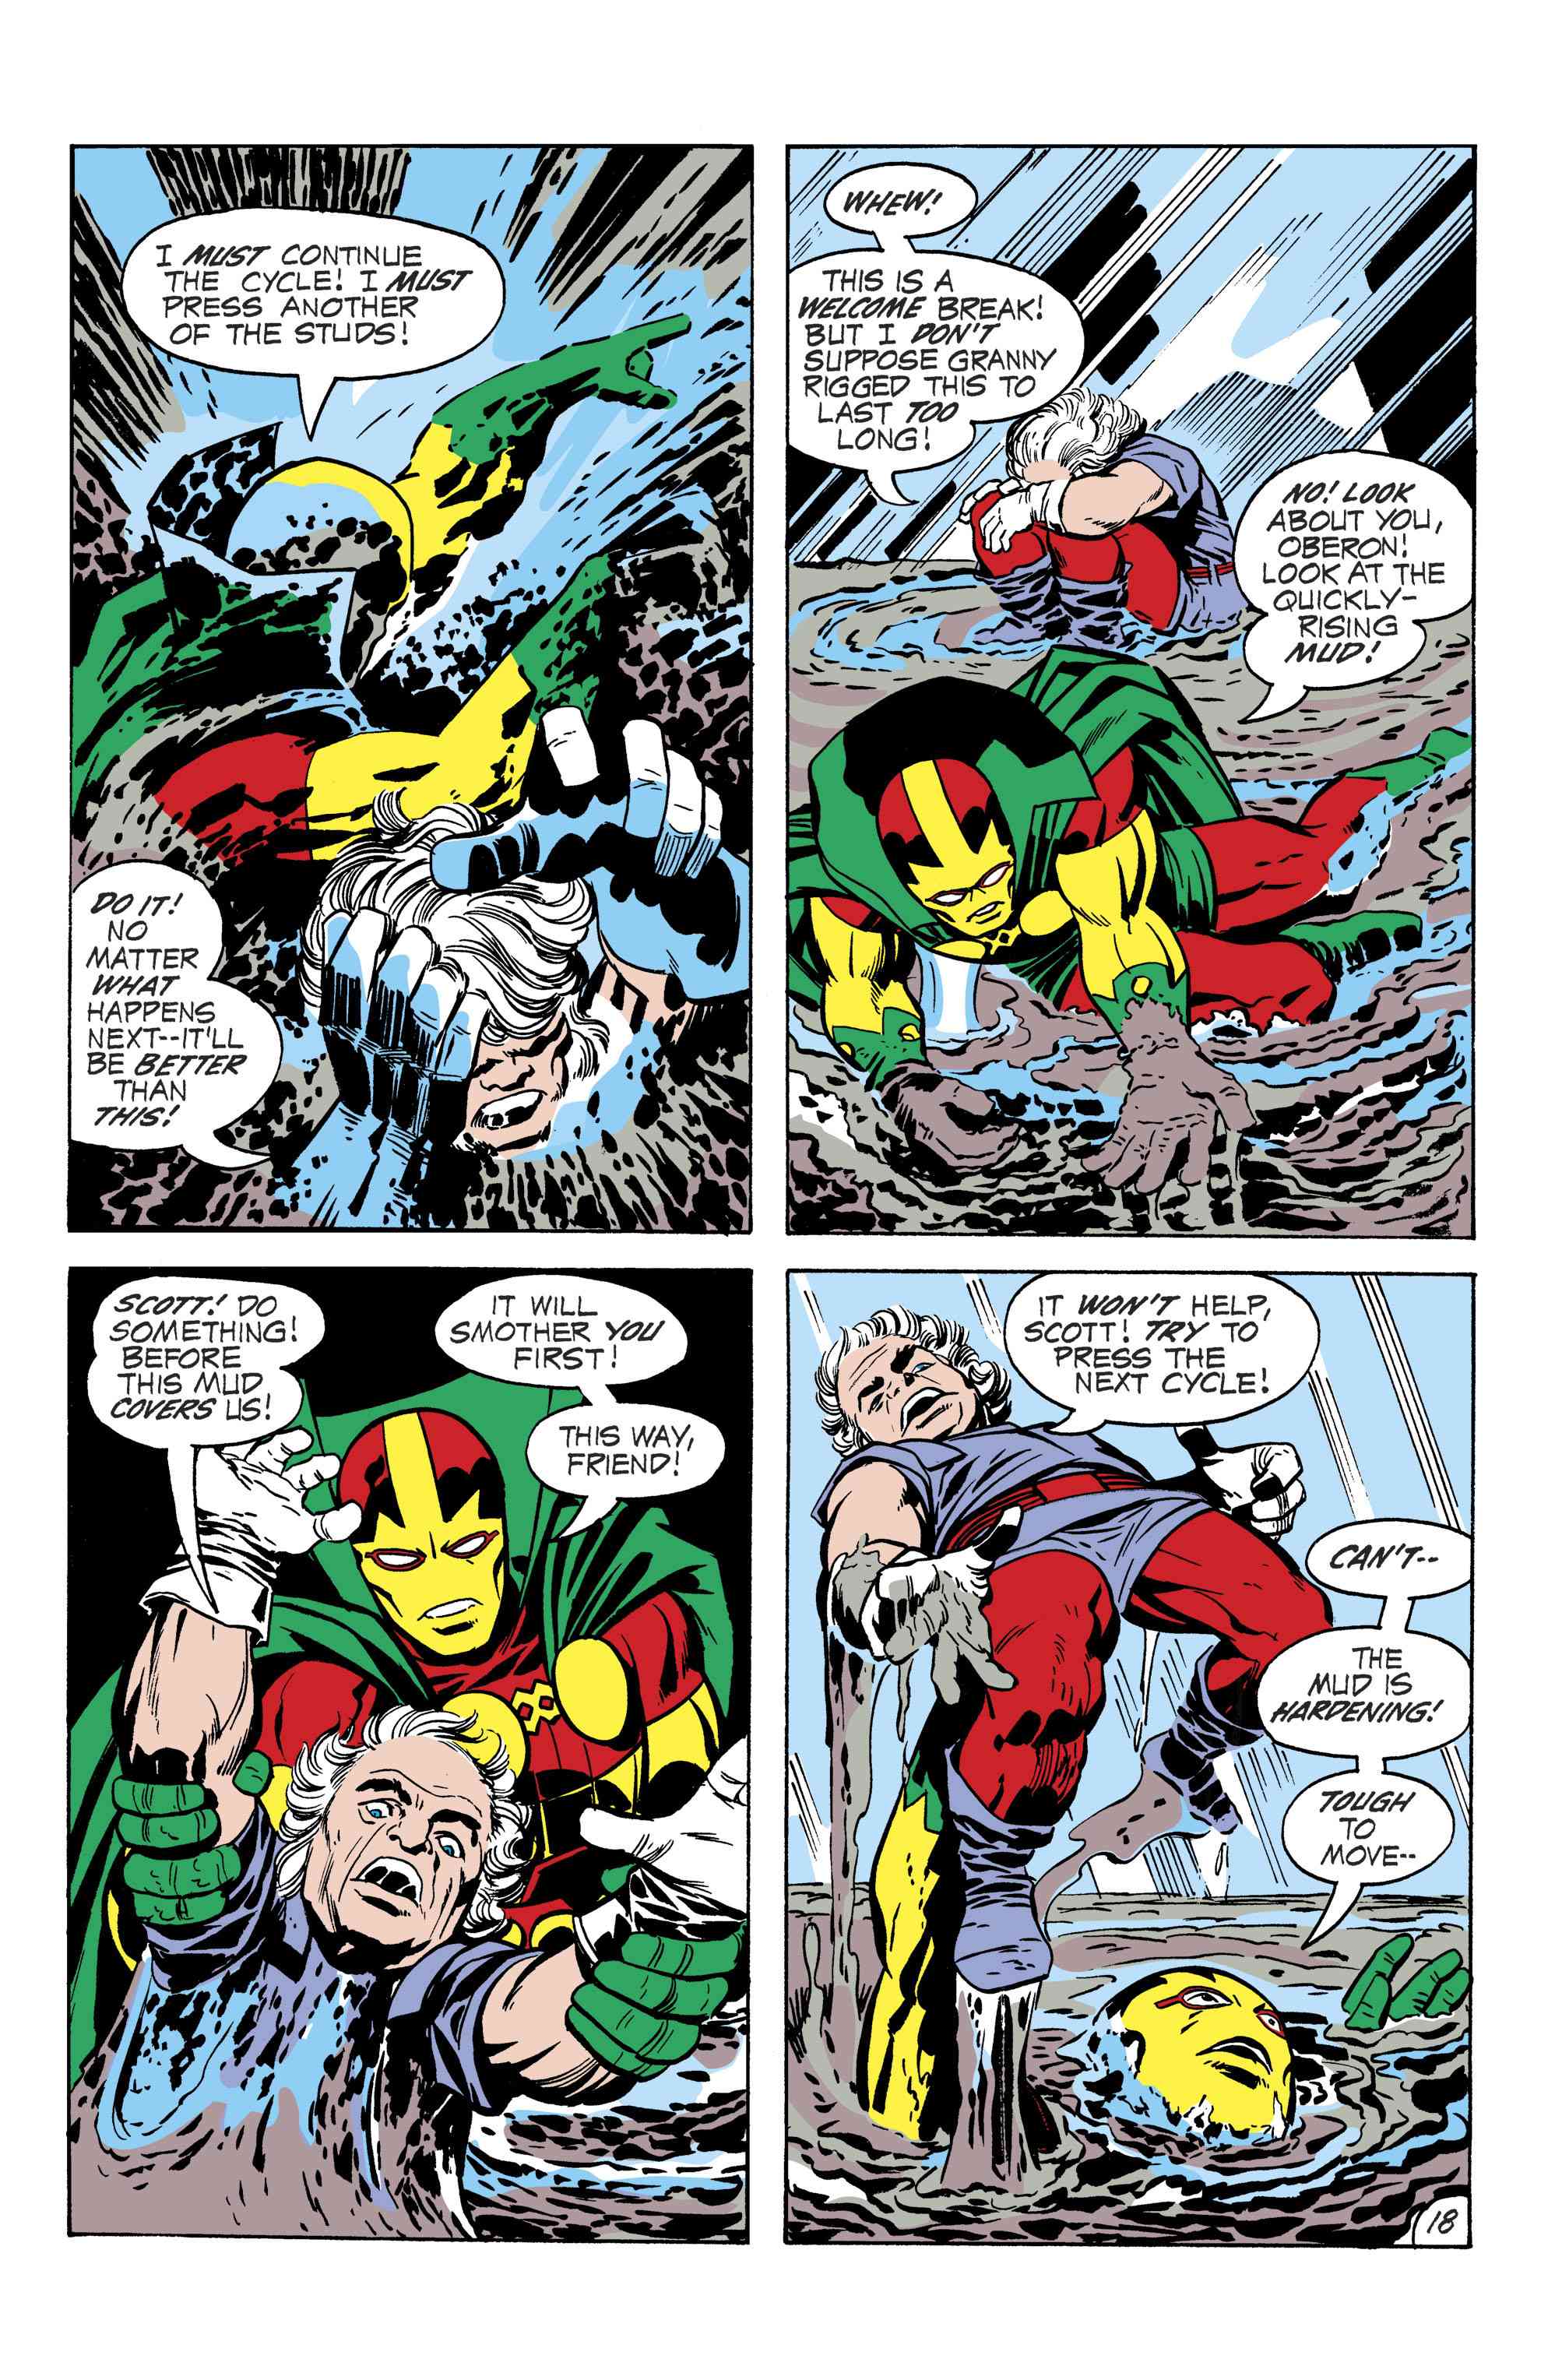 I MUST CONTINUE
THE CYCLE! I MUST
PRESS ANOTHER
OF THE STUDS!
DO IT!
NO
MATTER
WHAT
HAPPENS
NEXT--IT'LL
BE BETTER
THAN
THIS!
WHEW!
THIS IS A
WELCOME BREAK!
BUT I DON'T
SUPPOSE GRANNY
RIGGED THIS TO
LAST TOO
LONG!
NO! LOOK
ABOUT YOU,
OBERON!
LOOK AT THE
QUICKLY-
RISING
MUD!
SCOTT! DO
SOMETHING!
BEFORE
THIS MUD
COVERS US!
IT WILL
SMOTHER YOU
FIRST!
THIS WAY,
FRIEND!
IT WON'T HELP,
SCOTT! TRY TO
PRESS THE
NEXT CYCLE!
CAN'T--
THE
MUD IS
HARDENING!
TOUGH
TO
MOVE--
18